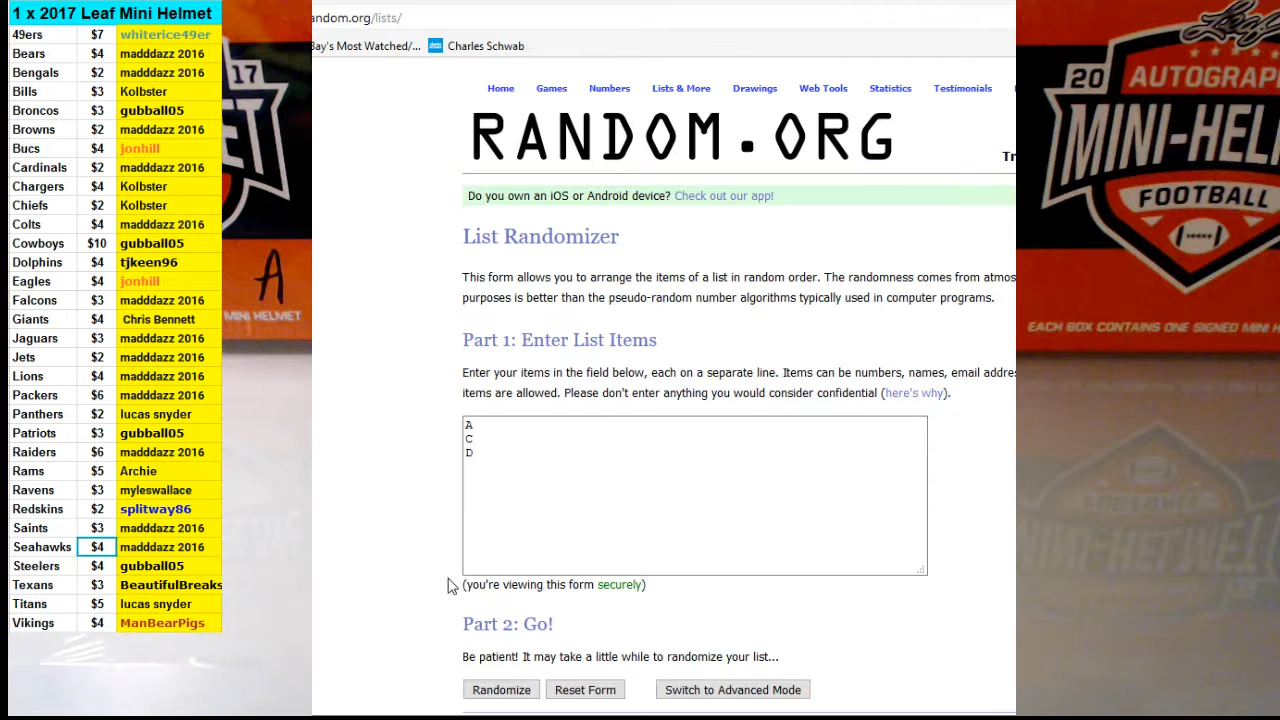 1 x 2017 Leaf Mini Helmet
49ers $7 whiterice49er
Bears $4 madddazz 2016
Bengals $2 madddazz 2016
Bills $3 Kolbster
Broncos $3 gubball05
Browns $2 madddazz 2016
Bucs $4 jonhill
Cardinals $2 madddazz 2016
Chargers $4 Kolbster
Chiefs $2 Kolbster
Colts $4 madddazz 2016
Cowboys $10 gubball05
Dolphins $4 tjkeen96
Eagles $4 jonhill
Falcons $3 madddazz 2016
Giants $4 Chris Bennett
Jaguars $3 madddazz 2016
Jets $2 madddazz 2016
Lions $4 madddazz 2016
Packers $6 madddazz 2016
Panthers $2 lucas snyder
Patriots $3 gubball05
Raiders $6 madddazz 2016
Rams $5 Archie
Ravens $3 myleswallace
Redskins $2 splitway86
Saints $3 madddazz 2016
Seahawks $4 madddazz 2016
Steelers $4 gubball05
Texans $3 BeautifulBreaks
Titans $5 lucas snyder
Vikings $4 ManBearPigs
17
A
MINI HELMET
andom.org/lists/
Bay's Most Watched/... Charles Schwab
Home Games Numbers Lists & More Drawings Web Tools Statistics Testimonials
RANDOM.ORG
Tr
Do you own an iOS or Android device? Check out our app!
List Randomizer
This form allows you to arrange the items of a list in random order. The randomness comes from atmos
purposes is better than the pseudo-random number algorithms typically used in computer programs.
Part 1: Enter List Items
Enter your items in the field below, each on a separate line. Items can be numbers, names, email addre
items are allowed. Please don't enter anything you would consider confidential (here's why).
A
C
D
(you're viewing this form securely)
Part 2: Go!
Be patient! It may take a little while to randomize your list...
Randomize Reset Form Switch to Advanced Mode
Leaf
20
AUTOGRAP
MINI-HEL
FOOTBALL
EACH BOX CONTAINS ONE SIGNED MINI H